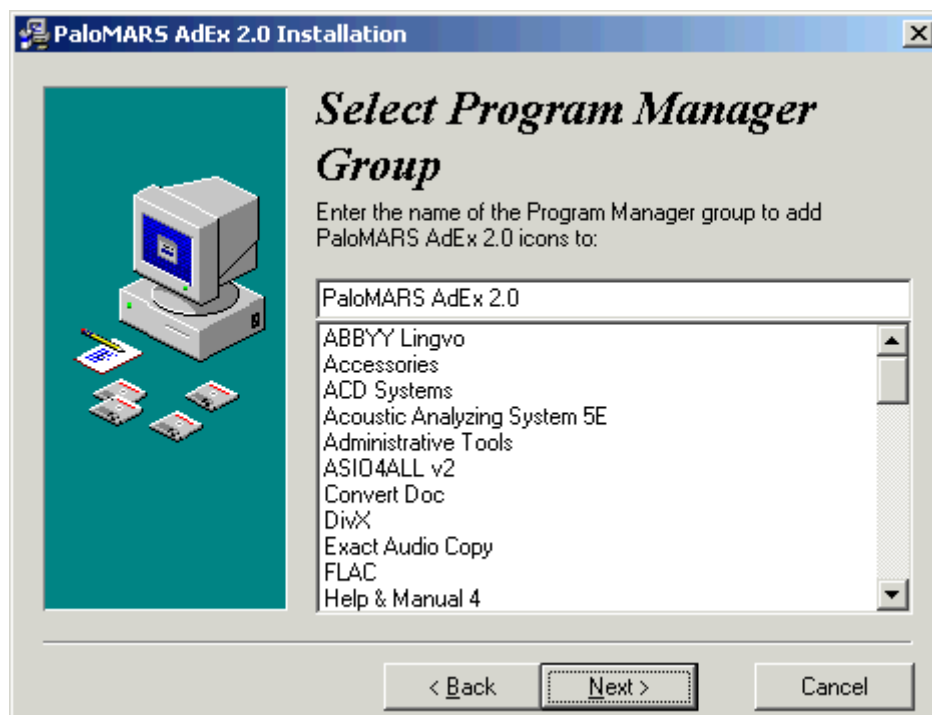 PaloMARS AdEx 2.0 Installation
Select Program Manager
Group
Enter the name of the Program Manager group to add
PaloMARS AdEx 2.0 icons to:
PaloMARS AdEx 2.0
ABBYY Lingvo
Accessories
ACD Systems
Acoustic Analyzing System 5E
Administrative Tools
ASIO4ALL v2
Convert Doc
DivX
Exact Audio Copy
FLAC
Help & Manual 4
< Back
Next >
Cancel